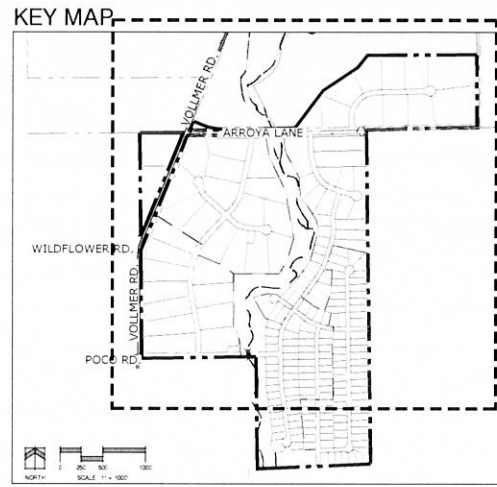 KEY MAP
VOLLMER RD.
ARROYA LANE
WILDFLOWER RD.
VOLLMER RD.
POCO RD.
0 250 500 1000
NORTH SCALE: 1" = 1000'